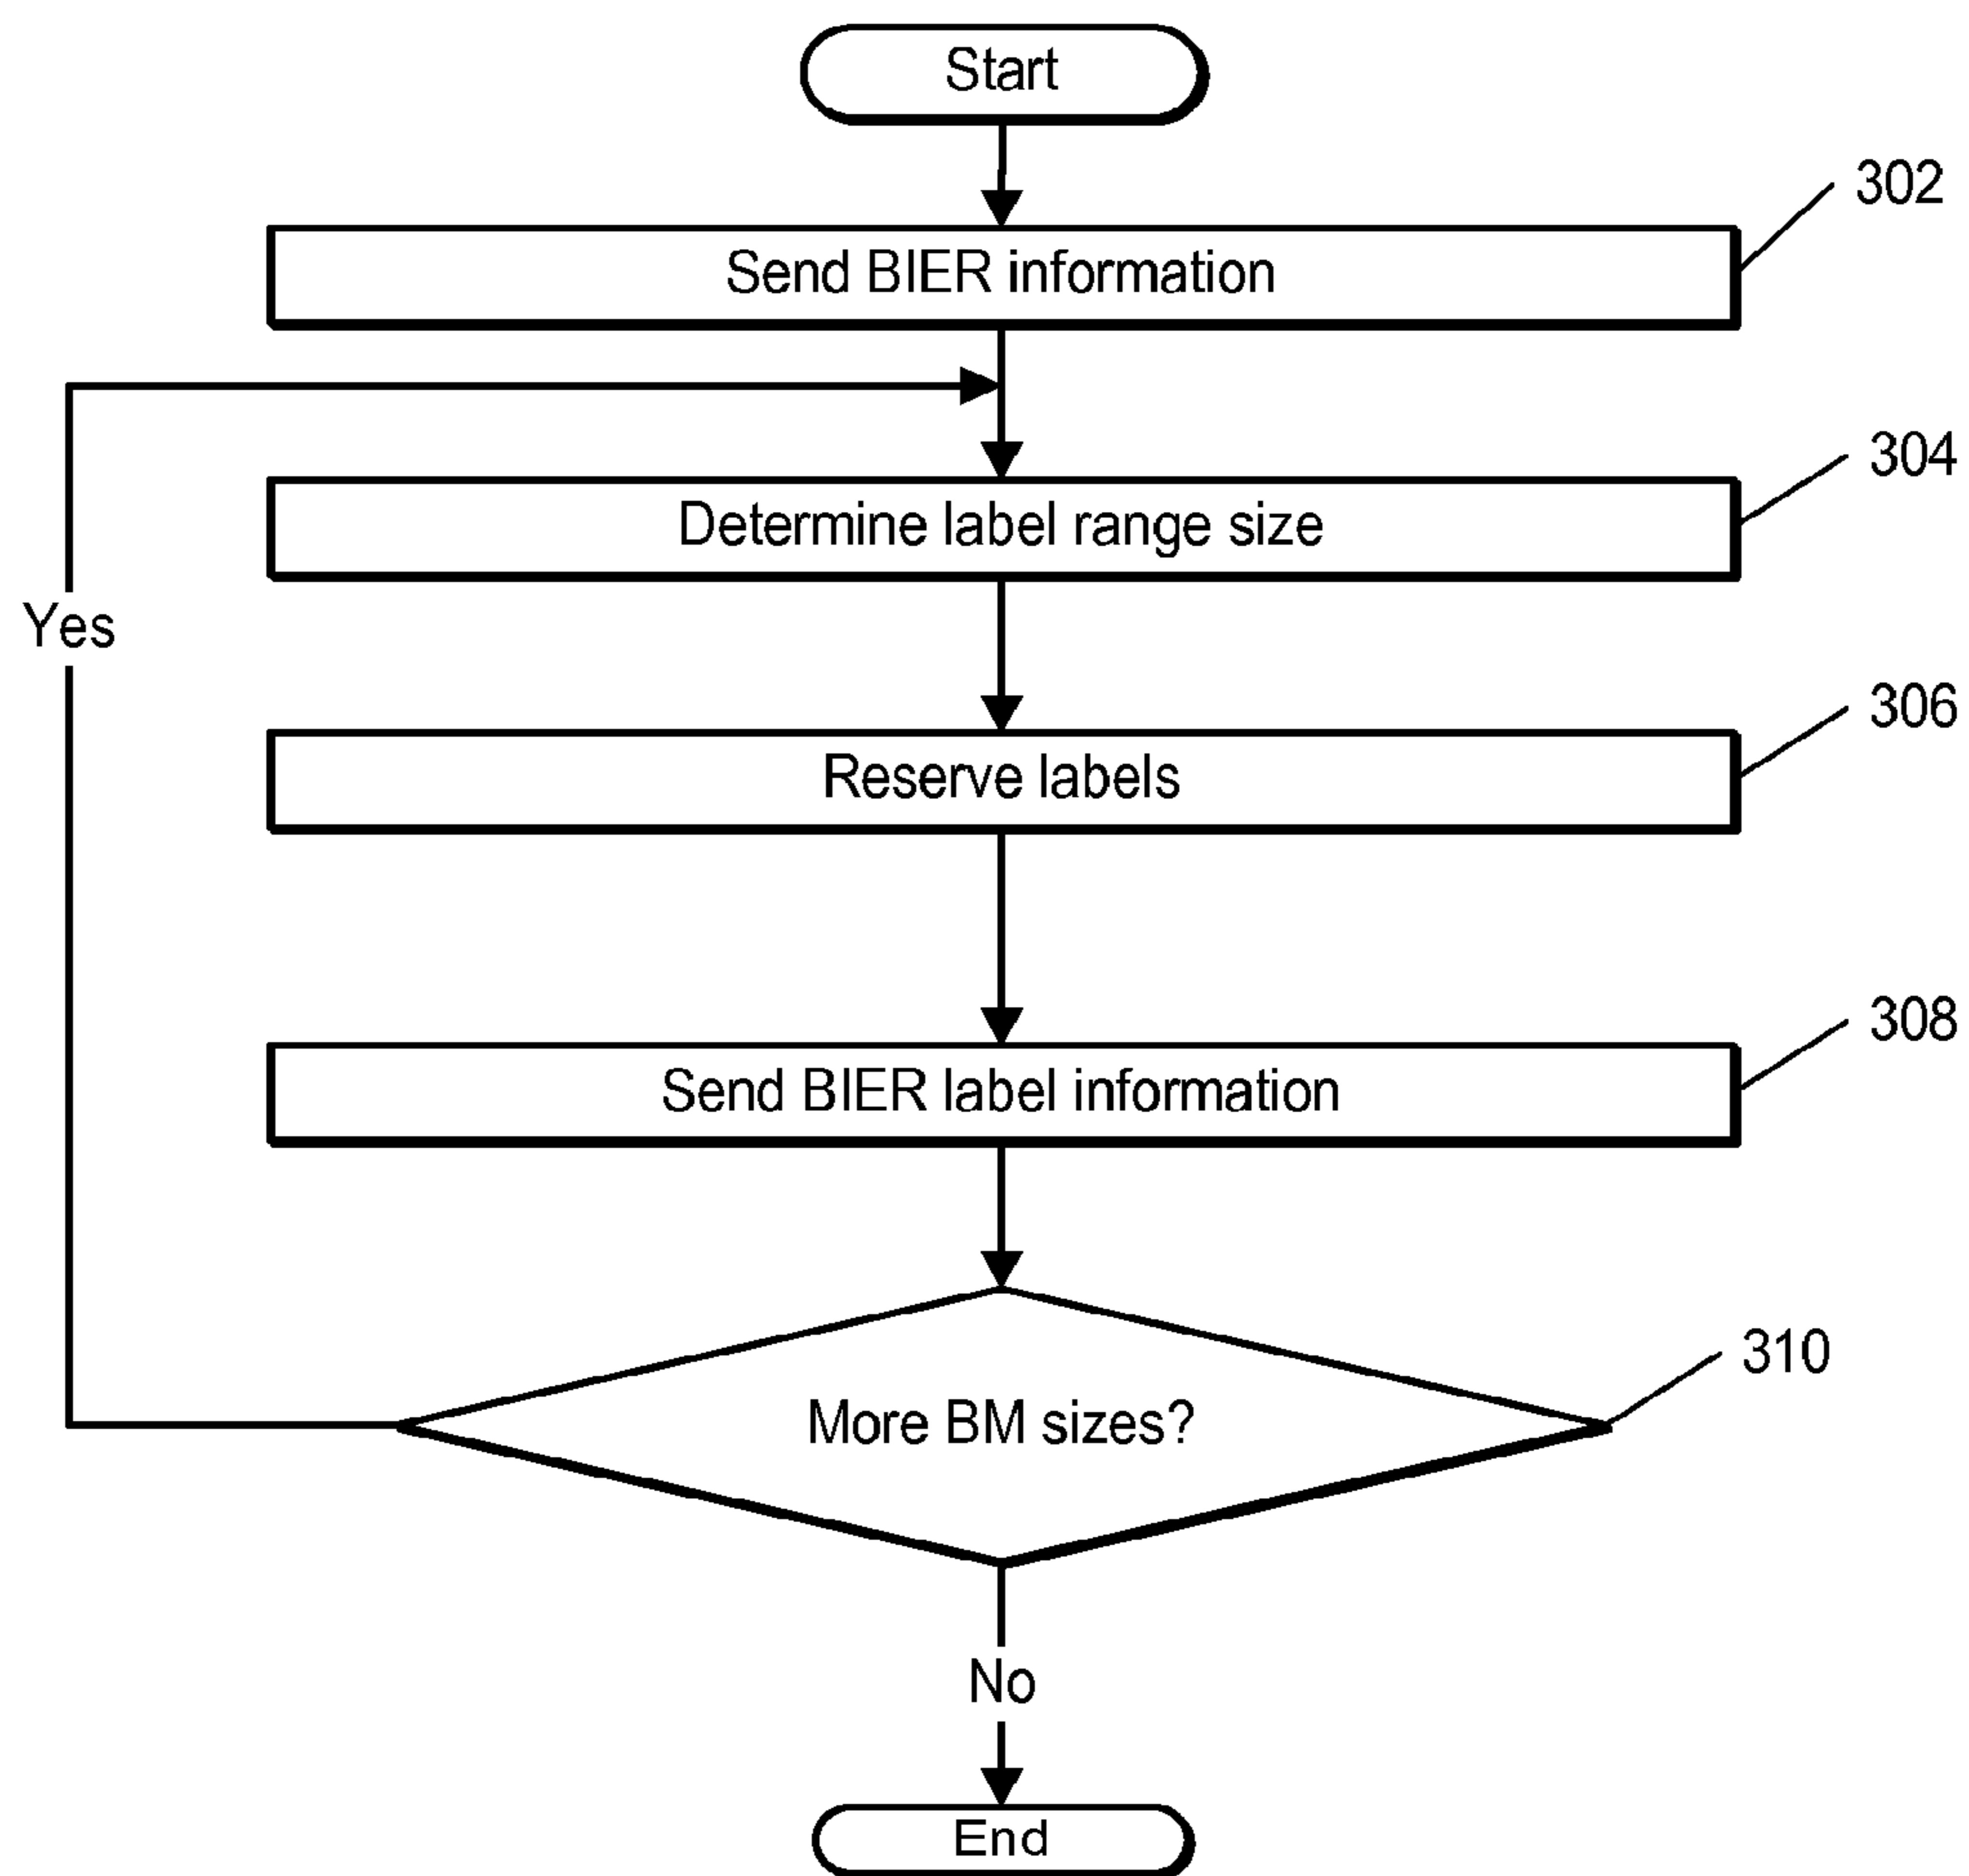 Start
302
Send BIER information
304
Determine label range size
Yes
306
Reserve labels
308
Send BIER label information
310
More BM sizes?
No
End